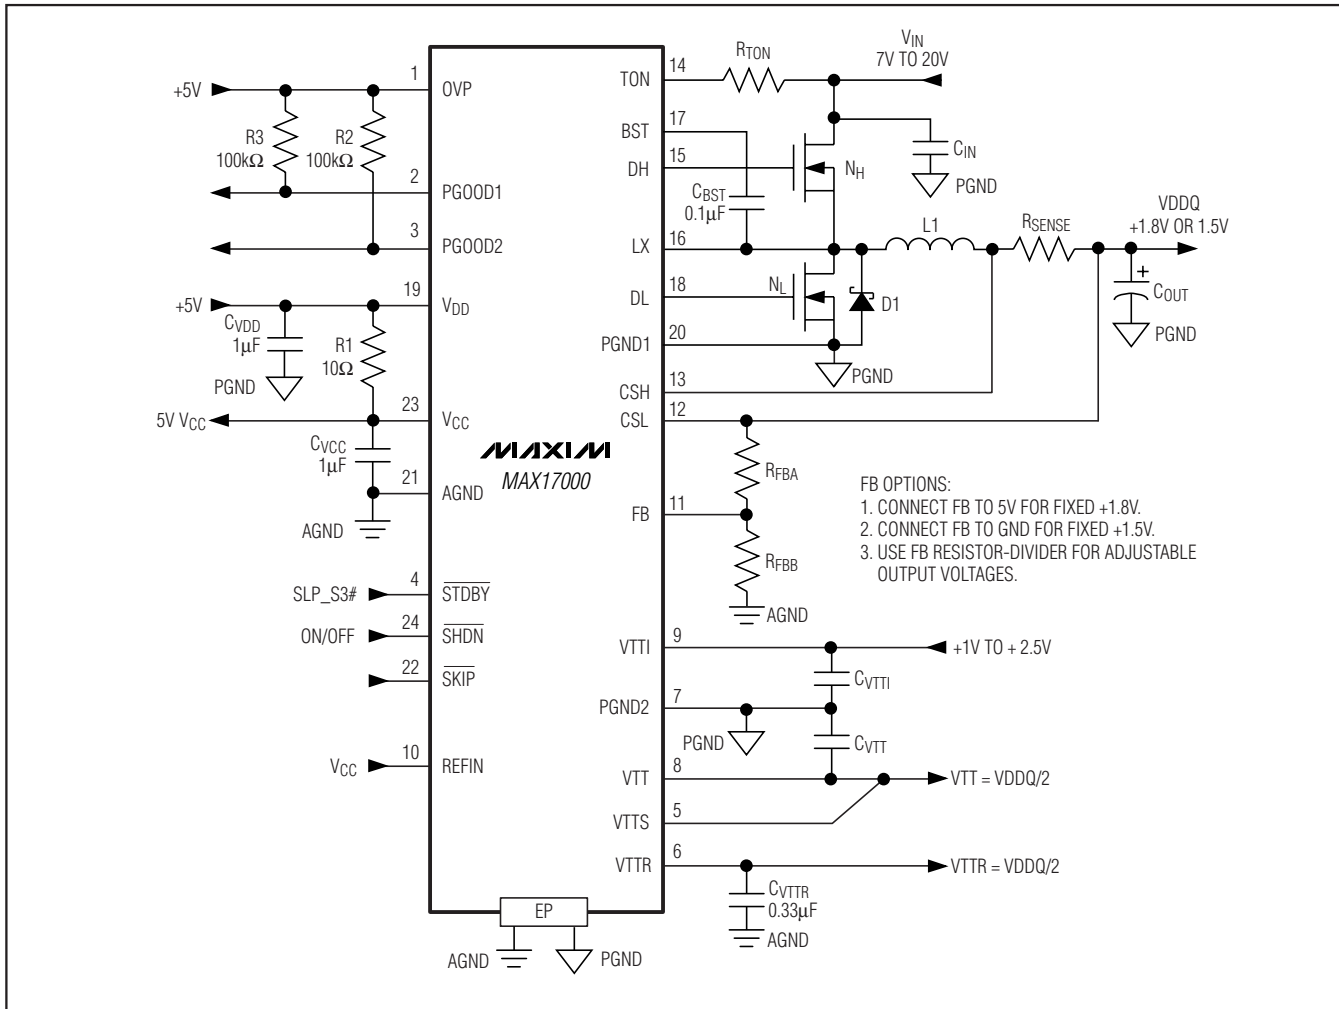 +5V
1
OVP
R3
100kΩ
R2
100kΩ
2
PGOOD1
3
PGOOD2
+5V
19
VDD
CVDD
1µF
PGND
R1
10Ω
5V VCC
23
VCC
CVCC
1µF
21
AGND
AGND
SLP_S3#
4
STDBY
ON/OFF
24
SHDN
22
SKIP
VCC
10
REFIN
MAXIM
MAX17000
EP
AGND
PGND
TON
14
RTON
VIN
7V TO 20V
BST
17
DH
15
NH
CIN
PGND
CBST
0.1µF
LX
16
L1
RSENSE
VDDQ
+1.8V OR 1.5V
COUT
PGND
DL
18
NL
D1
PGND1
20
PGND
CSH
13
CSL
12
RFBA
FB
11
RFBB
AGND
FB OPTIONS:
1. CONNECT FB TO 5V FOR FIXED +1.8V.
2. CONNECT FB TO GND FOR FIXED +1.5V.
3. USE FB RESISTOR-DIVIDER FOR ADJUSTABLE
OUTPUT VOLTAGES.
VTTI
9
+1V TO + 2.5V
CVTTI
PGND2
7
PGND
CVTT
VTT
8
VTT = VDDQ/2
VTTS
5
VTTR
6
VTTR = VDDQ/2
CVTTR
0.33µF
AGND